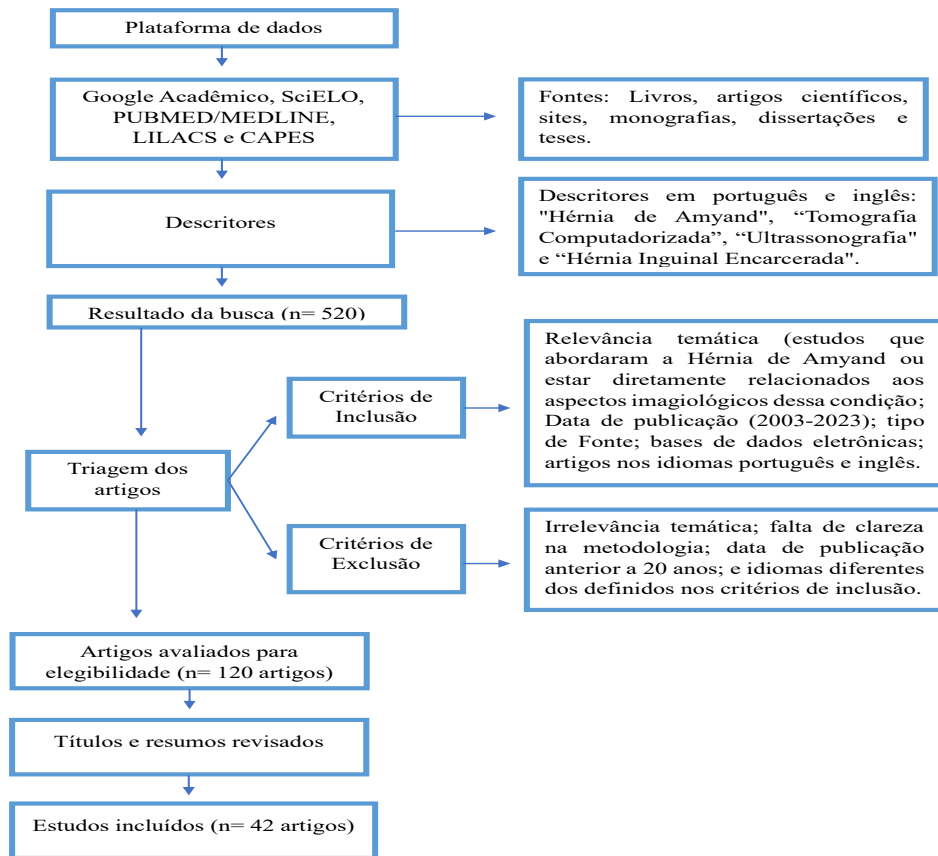 Plataforma de dados
Google Acadêmico, SciELO,
PUBMED/MEDLINE,
LILACS e CAPES
Fontes: Livros, artigos científicos,
sites, monografias, dissertações e
teses.
Descritores
Descritores em português e inglês:
"Hérnia de Amyand", “Tomografia
Computadorizada”, “Ultrassonografia"
e “Hérnia Inguinal Encarcerada".
Resultado da busca (n= 520)
Triagem dos
artigos
Critérios de
Inclusão
Relevância temática (estudos que
abordaram a Hérnia de Amyand ou
estar diretamente relacionados aos
aspectos imagiológicos dessa condição;
Data de publicação (2003-2023); tipo
de Fonte; bases de dados eletrônicas;
artigos nos idiomas português e inglês.
Critérios de
Exclusão
Irrelevância temática; falta de clareza
na metodologia; data de publicação
anterior a 20 anos; e idiomas diferentes
dos definidos nos critérios de inclusão.
Artigos avaliados para
elegibilidade (n= 120 artigos)
Títulos e resumos revisados
Estudos incluídos (n= 42 artigos)